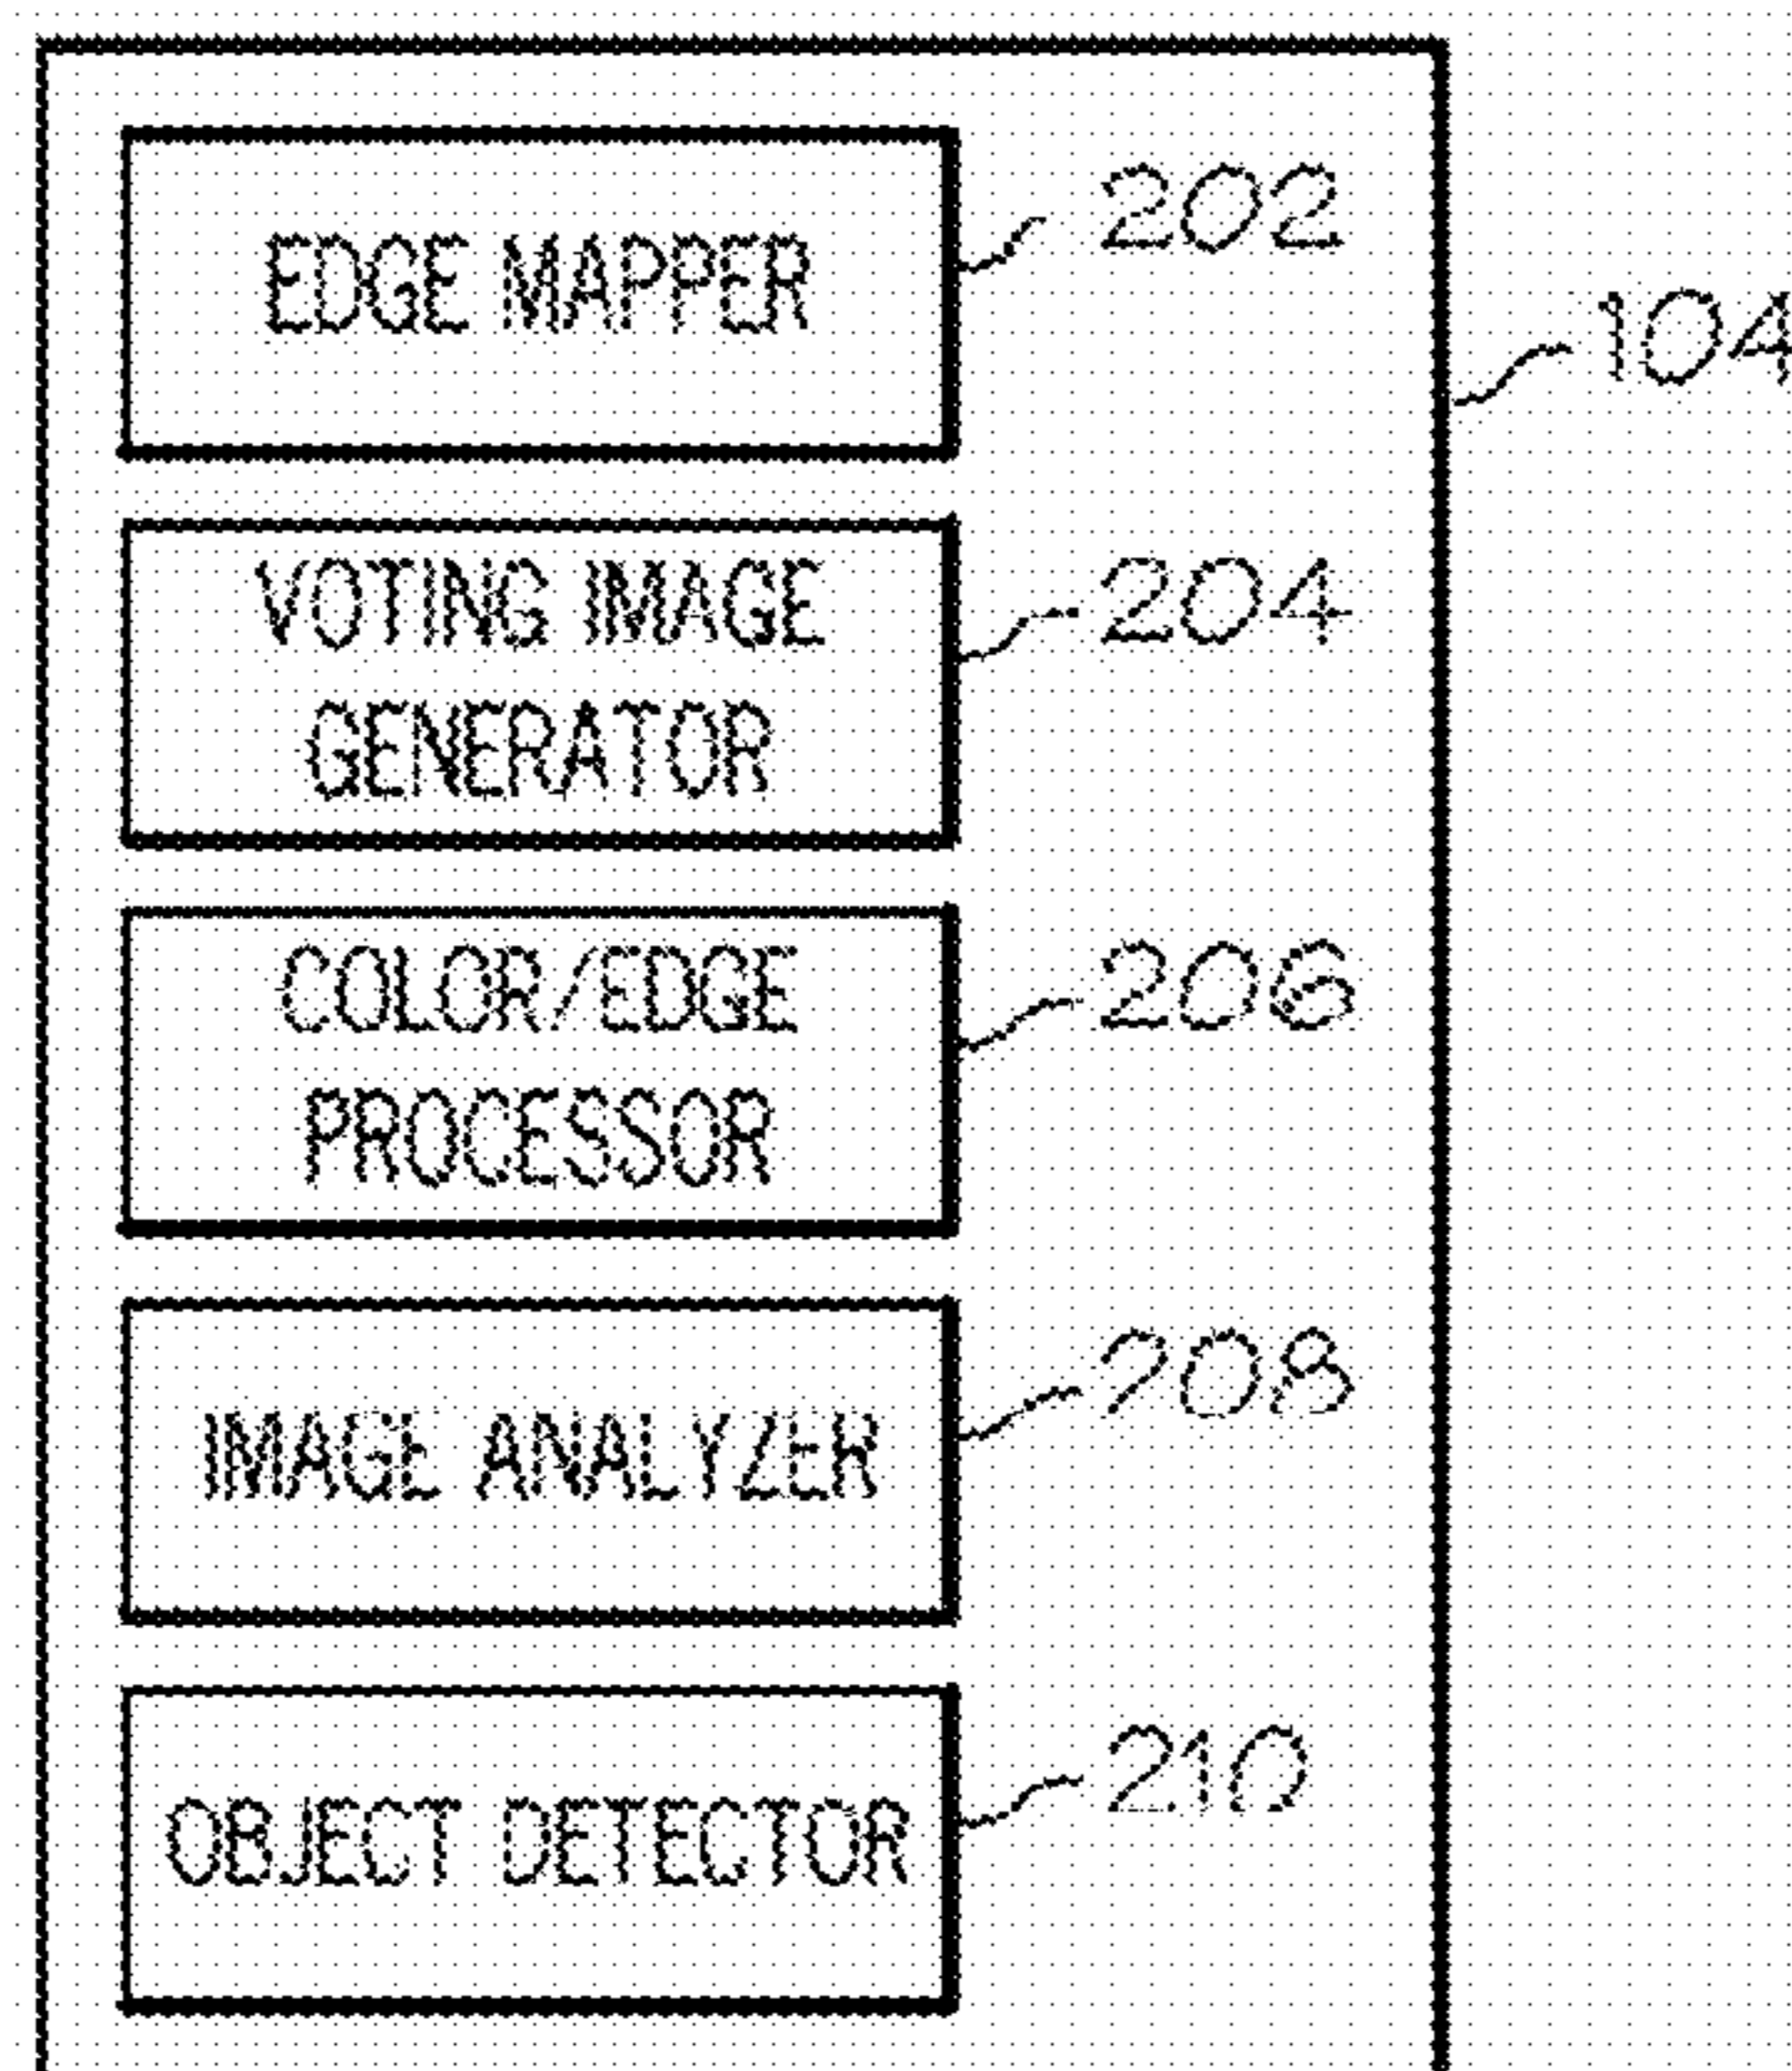 EDGE MAPPER
202
104
VOTING IMAGE
GENERATOR
204
COLOR/EDGE
PROCESSOR
206
IMAGE ANALYZER
208
OBJECT DETECTOR
210